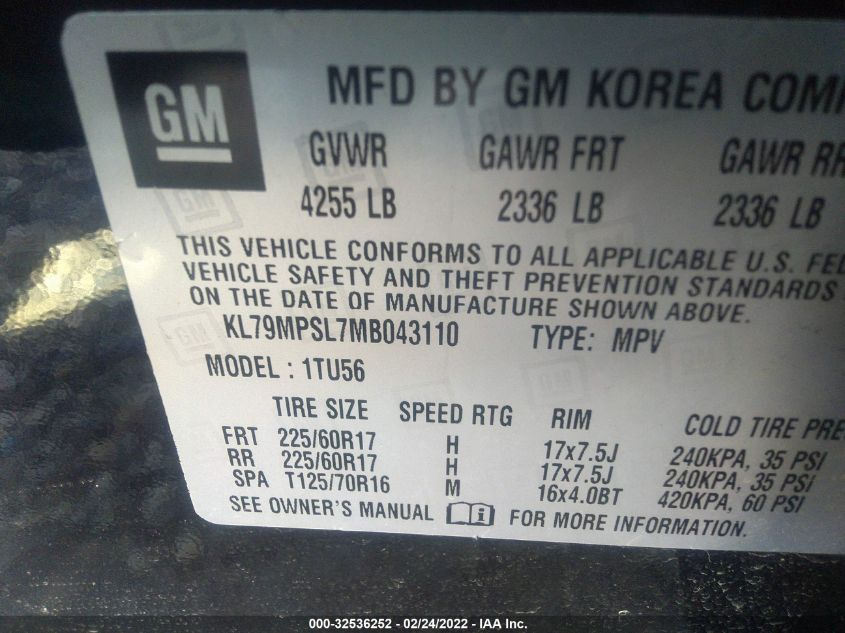 GM
MFD BY GM KOREA
GVWR GAWR FRT GAWR RR
4255 LB 2336 LB 2336 LB
THIS VEHICLE CONFORMS TO ALL APPLICABLE U.S.
VEHICLE SAFETY AND THEFT PREVENTION STANDARDS
ON THE DATE OF MANUFACTURE SHOWN ABOVE.
KL79MPSL7MB043110 TYPE: MPV
MODEL : 1TU56
TIRE SIZE SPEED RTG RIM COLD TIRE
FRT 225/60R17 H 17x7.5J 240KPA, 35 PSI
RR 225/60R17 H 17x7.5J 240KPA, 35 PSI
SPA T125/70R16 M 16x4.0BT 420KPA, 60 PSI
SEE OWNER'S MANUAL i FOR MORE INFORMATION.
000-32536252 - 02/24/2022 - IAA Inc.